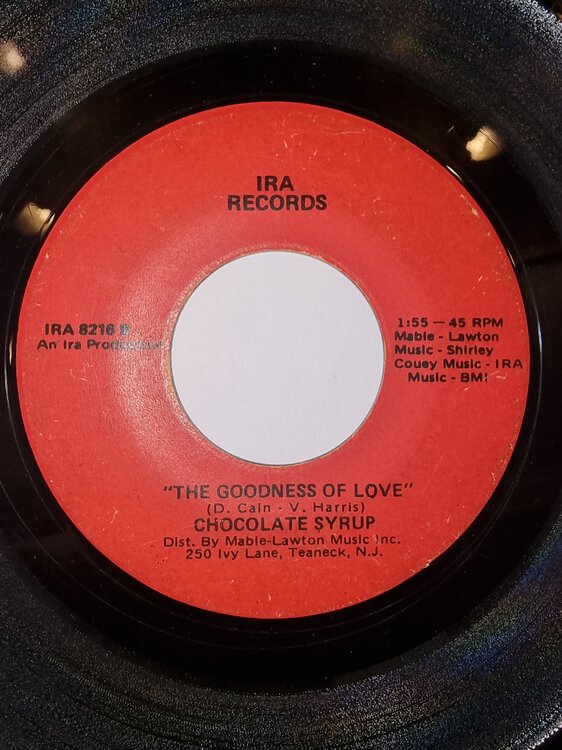 IRA
RECORDS
IRA 8216
An Ira
1:55 — 45 RPM
Mable - Lawton
Music - Shirley
Couey Music - IRA
Music - BMI
"THE GOODNESS OF LOVE"
(D. Cain - V. Harris)
CHOCOLATE SYRUP
Dist. By Mable-Lawton Music Inc.
250 Ivy Lane, Teaneck, N.J.